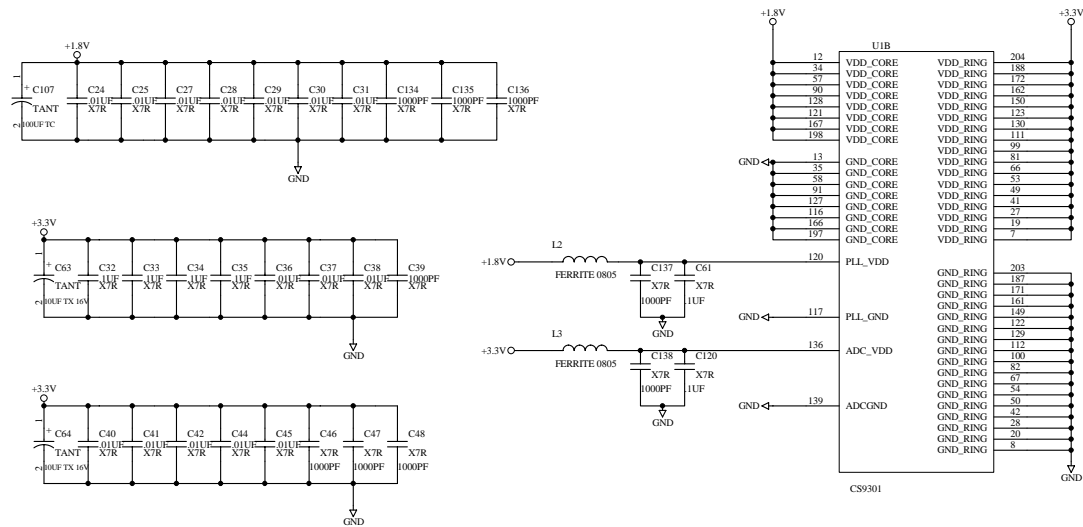 +1.8V
1
+
C107
TANT
2
100UF TC
C24
.01UF
X7R
C25
.01UF
X7R
C27
.01UF
X7R
C28
.01UF
X7R
C29
.01UF
X7R
C30
.01UF
X7R
C31
.01UF
X7R
C134
1000PF
X7R
C135
1000PF
X7R
C136
1000PF
X7R
GND
+3.3V
1
+
C63
TANT
2
10UF TX 16V
C32
.1UF
X7R
C33
.1UF
X7R
C34
.1UF
X7R
C35
.1UF
X7R
C36
.01UF
X7R
C37
.01UF
X7R
C38
.01UF
X7R
C39
1000PF
X7R
GND
+3.3V
1
+
C64
TANT
2
10UF TX 16V
C40
.01UF
X7R
C41
.01UF
X7R
C42
.01UF
X7R
C44
.01UF
X7R
C45
.01UF
X7R
C46
X7R
1000PF
C47
X7R
1000PF
C48
X7R
1000PF
GND
+1.8V
+3.3V
U1B
12 VDD_CORE VDD_RING 204
34 VDD_CORE VDD_RING 188
57 VDD_CORE VDD_RING 172
90 VDD_CORE VDD_RING 162
128 VDD_CORE VDD_RING 150
121 VDD_CORE VDD_RING 123
167 VDD_CORE VDD_RING 130
198 VDD_CORE VDD_RING 111
VDD_RING 99
GND 13 GND_CORE VDD_RING 81
35 GND_CORE VDD_RING 66
58 GND_CORE VDD_RING 53
91 GND_CORE VDD_RING 49
127 GND_CORE VDD_RING 41
116 GND_CORE VDD_RING 27
166 GND_CORE VDD_RING 19
197 GND_CORE VDD_RING 7
L2
+1.8V
FERRITE 0805
C137
X7R
1000PF
C61
X7R
.1UF
GND
120 PLL_VDD
GND 117 PLL_GND
L3
+3.3V
FERRITE 0805
C138
X7R
1000PF
C120
X7R
.1UF
GND
136 ADC_VDD
GND 139 ADCGND
GND_RING 203
GND_RING 187
GND_RING 171
GND_RING 161
GND_RING 149
GND_RING 122
GND_RING 129
GND_RING 112
GND_RING 100
GND_RING 82
GND_RING 67
GND_RING 54
GND_RING 50
GND_RING 42
GND_RING 28
GND_RING 20
GND_RING 8
GND
CS9301